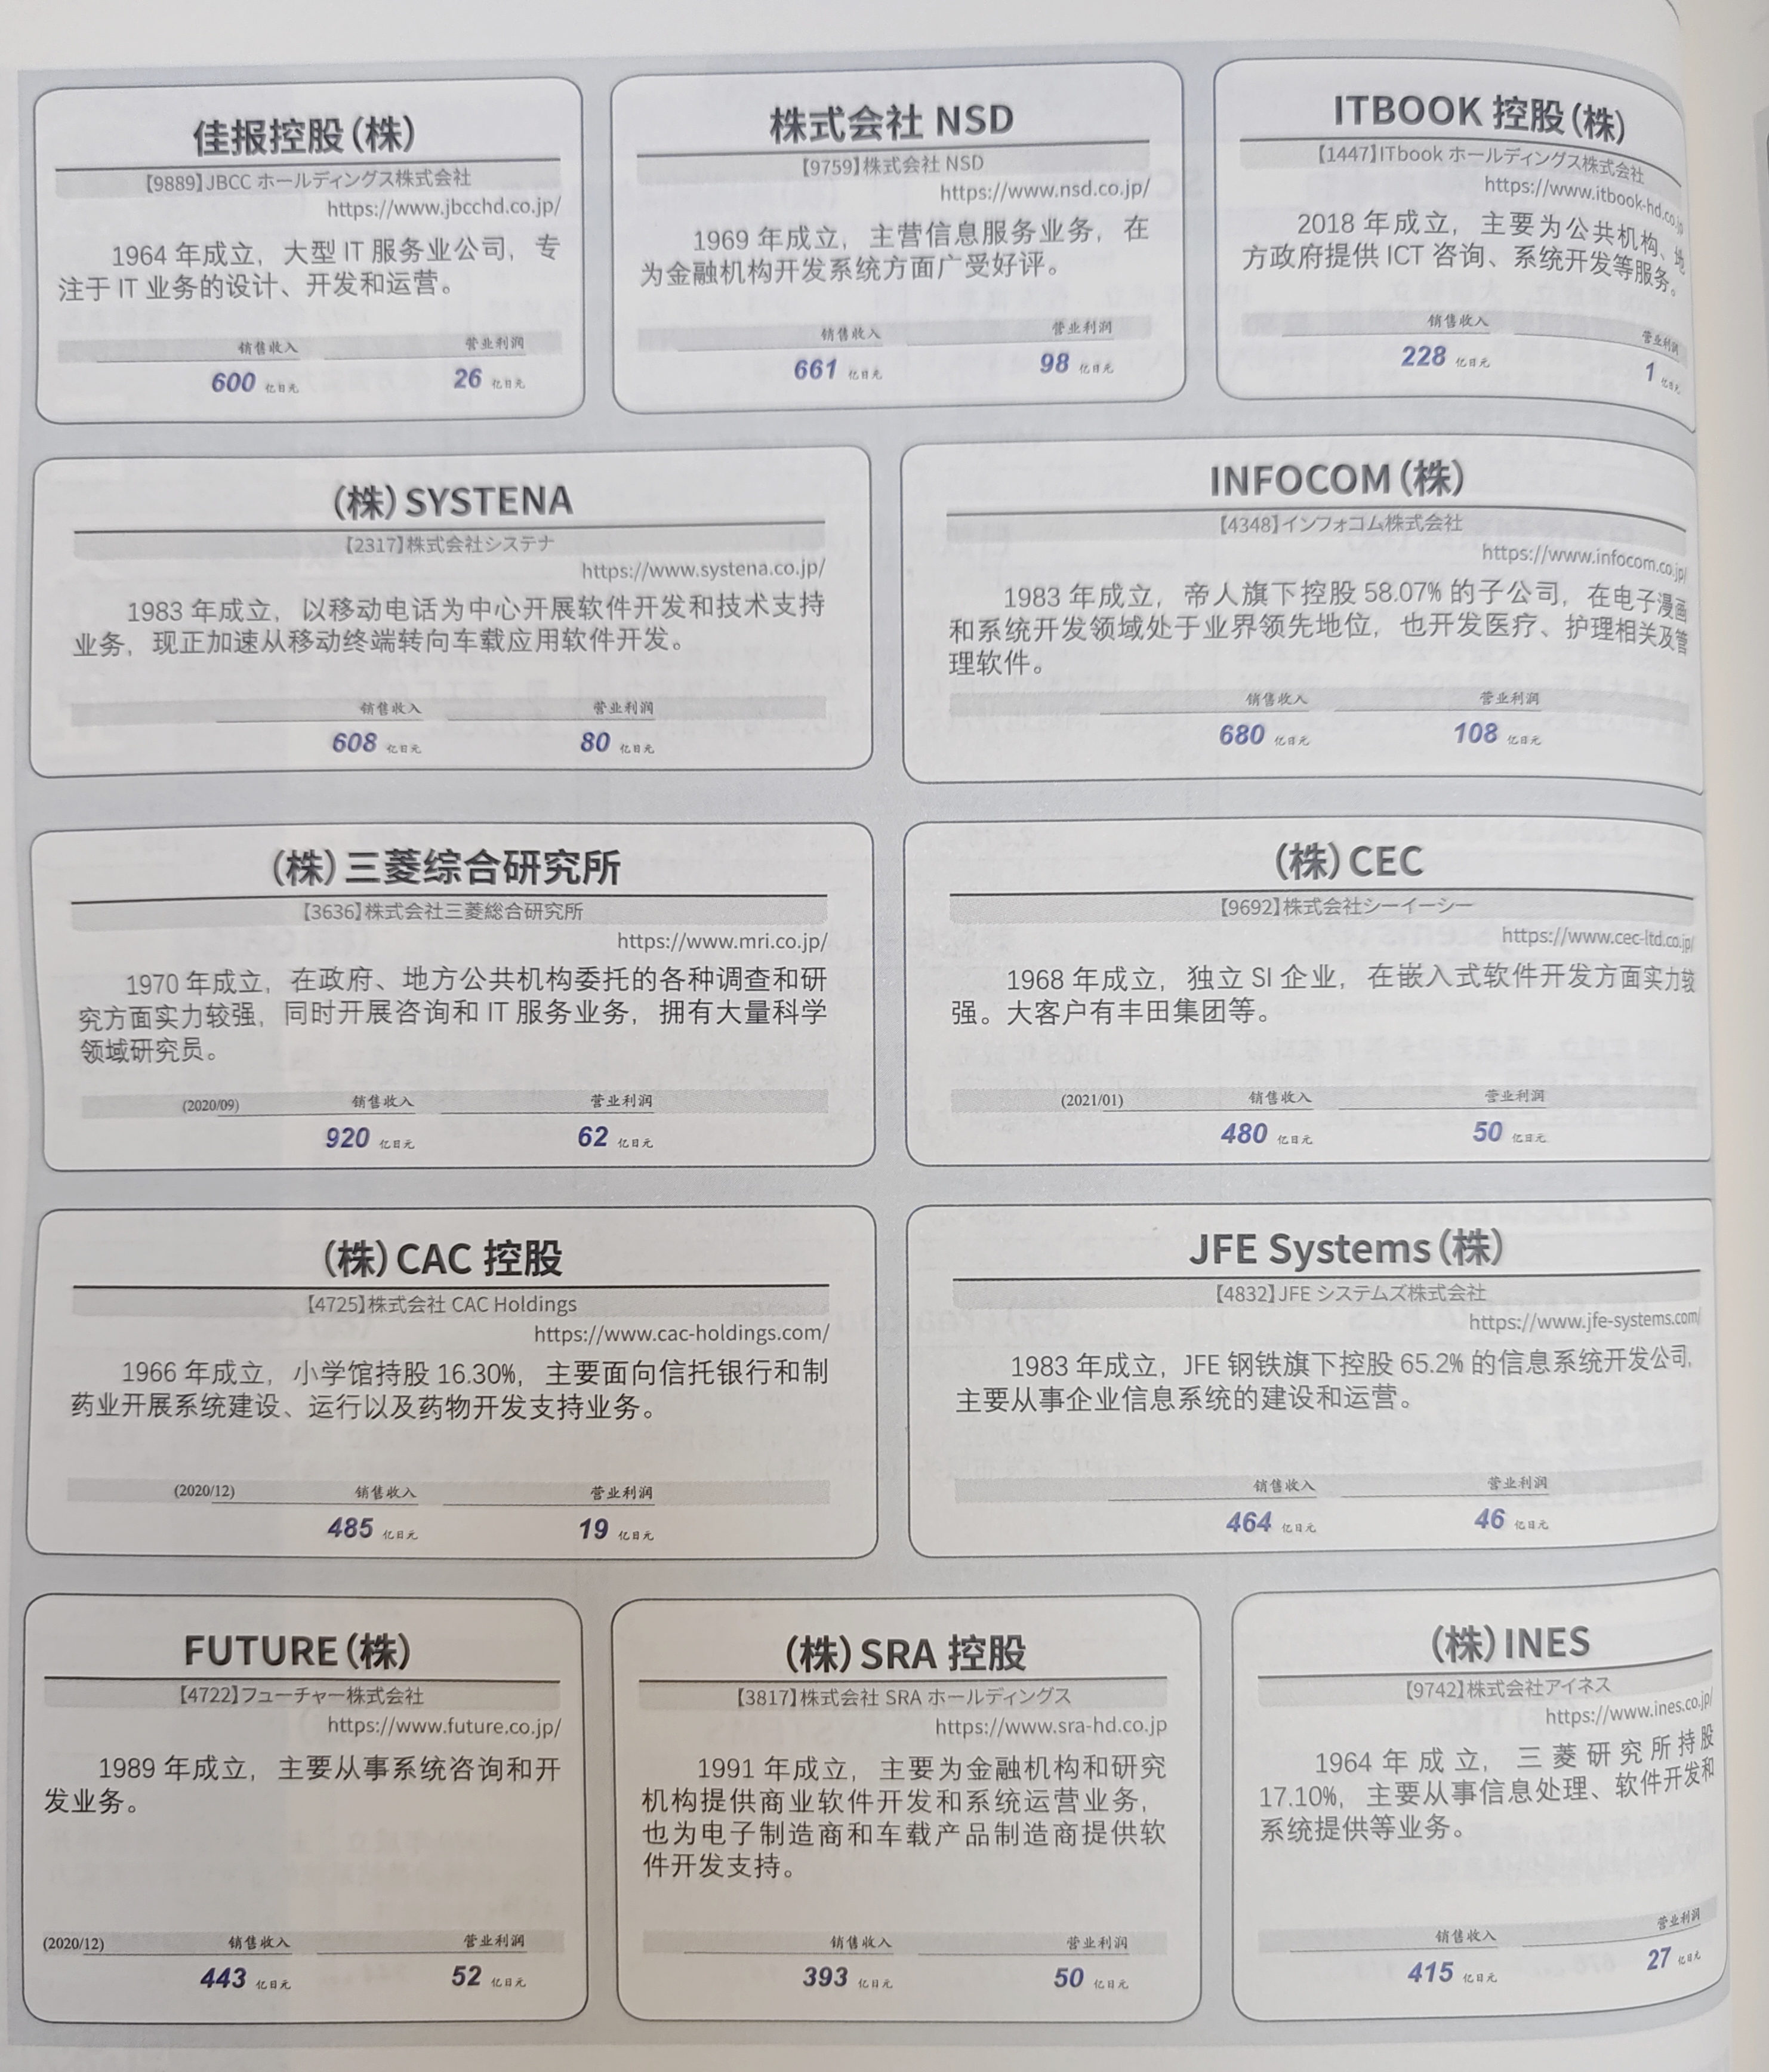 佳报控股(株)
【9889】JBCC ホールディングス株式会社
https://www.jbcchd.co.jp/
1964 年成立，大型 IT 服务业公司，专
注于 IT 业务的设计、开发和运营。
销售收入 营业利润
600 亿日元 26 亿日元
株式会社 NSD
【9759】株式会社 NSD
https://www.nsd.co.jp/
1969 年成立，主营信息服务业务，在
为金融机构开发系统方面广受好评。
销售收入 营业利润
661 亿日元 98 亿日元
ITBOOK 控股(株)
【1447】ITbook ホールディングス株式会社
https://www.itbook-hd.co.jp
2018 年成立，主要为公共机构、地
方政府提供 ICT 咨询、系统开发等服务。
销售收入 营业利润
228 亿日元 1 亿日元
(株)SYSTENA
【2317】株式会社システナ
https://www.systena.co.jp/
1983 年成立，以移动电话为中心开展软件开发和技术支持
业务，现正加速从移动终端转向车载应用软件开发。
销售收入 营业利润
608 亿日元 80 亿日元
INFOCOM(株)
【4348】インフォコム株式会社
https://www.infocom.co.jp/
1983 年成立，帝人旗下控股 58.07% 的子公司，在电子漫画
和系统开发领域处于业界领先地位，也开发医疗、护理相关及管
理软件。
销售收入 营业利润
680 亿日元 108 亿日元
(株)三菱综合研究所
【3636】株式会社三菱総合研究所
https://www.mri.co.jp/
1970 年成立，在政府、地方公共机构委托的各种调查和研
究方面实力较强，同时开展咨询和 IT 服务业务，拥有大量科学
领域研究员。
(2020/09) 销售收入 营业利润
920 亿日元 62 亿日元
(株)CEC
【9692】株式会社シーイーシー
https://www.cec-ltd.co.jp/
1968 年成立，独立 SI 企业，在嵌入式软件开发方面实力较
强。大客户有丰田集团等。
(2021/01) 销售收入 营业利润
480 亿日元 50 亿日元
(株)CAC 控股
【4725】株式会社 CAC Holdings
https://www.cac-holdings.com/
1966 年成立，小学馆持股 16.30%，主要面向信托银行和制
药业开展系统建设、运行以及药物开发支持业务。
(2020/12) 销售收入 营业利润
485 亿日元 19 亿日元
JFE Systems(株)
【4832】JFE システムズ株式会社
https://www.jfe-systems.com/
1983 年成立，JFE 钢铁旗下控股 65.2% 的信息系统开发公司，
主要从事企业信息系统的建设和运营。
销售收入 营业利润
464 亿日元 46 亿日元
FUTURE(株)
【4722】フューチャー株式会社
https://www.future.co.jp/
1989 年成立，主要从事系统咨询和开
发业务。
(2020/12) 销售收入 营业利润
443 亿日元 52 亿日元
(株)SRA 控股
【3817】株式会社 SRA ホールディングス
https://www.sra-hd.co.jp
1991 年成立，主要为金融机构和研究
机构提供商业软件开发和系统运营业务，
也为电子制造商和车载产品制造商提供软
件开发支持。
销售收入 营业利润
393 亿日元 50 亿日元
(株)INES
【9742】株式会社アイネス
https://www.ines.co.jp/
1964 年成立，三菱研究所持股
17.10%，主要从事信息处理、软件开发和
系统提供等业务。
销售收入 营业利润
415 亿日元 27 亿日元